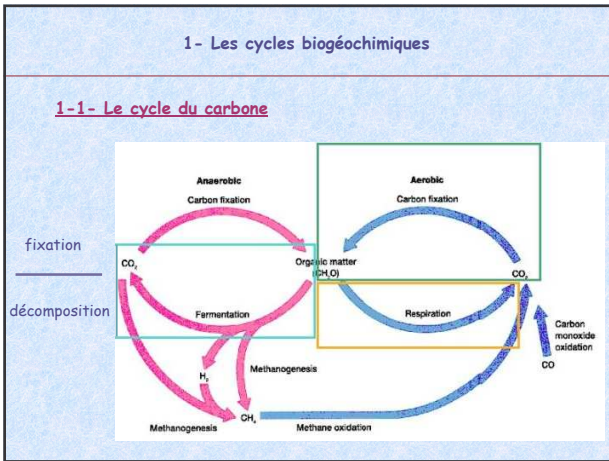 1- Les cycles biogéochimiques
1-1- Le cycle du carbone
Anaerobic
Aerobic
Carbon fixation
Carbon fixation
fixation
décomposition
CO₂
Organic matter
(CH₂O)
CO₂
Fermentation
Respiration
Carbon
monoxide
oxidation
CO
H₂
Methanogenesis
Methanogenesis
CH₄
Methane oxidation